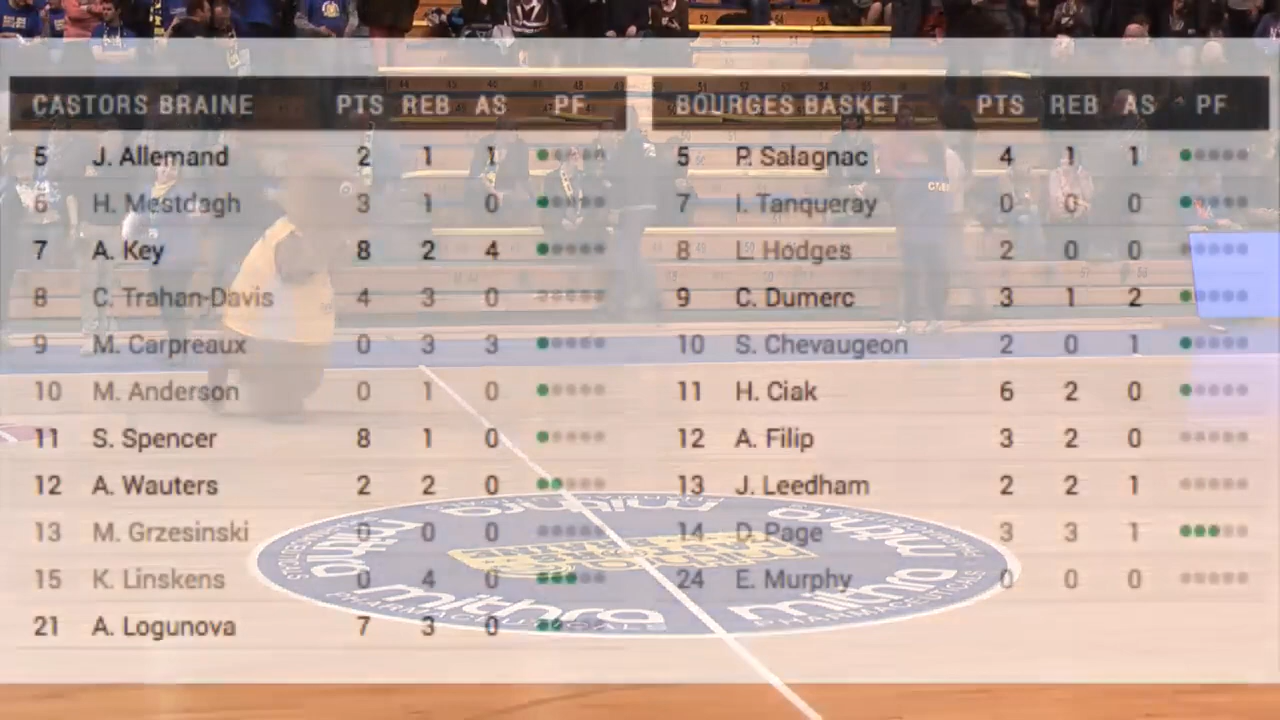 CASTORS BRAINE PTS REB AS PF
5 J. Allemand 2 1 1
6 H. Mestdagh 3 1 0
7 A. Key 8 2 4
8 C. Trahan-Davis 4 3 0
9 M. Carpreaux 0 3 3
10 M. Anderson 0 1 0
11 S. Spencer 8 1 0
12 A. Wauters 2 2 0
13 M. Grzesinski 0 0 0
15 K. Linskens 0 4 0
21 A. Logunova 7 3 0
BOURGES BASKET PTS REB AS PF
5 P. Salagnac 4 1 1
7 I. Tanqueray 0 0 0
8 L. Hodges 2 0 0
9 C. Dumerc 3 1 2
10 S. Chevaugeon 2 0 1
11 H. Ciak 6 2 0
12 A. Filip 3 2 0
13 J. Leedham 2 2 1
14 D. Page 3 3 1
24 E. Murphy 0 0 0
mithra
mithra
mithra
mithra
mithra
mithra
PHARMACEUTICALS
PHARMACEUTICALS